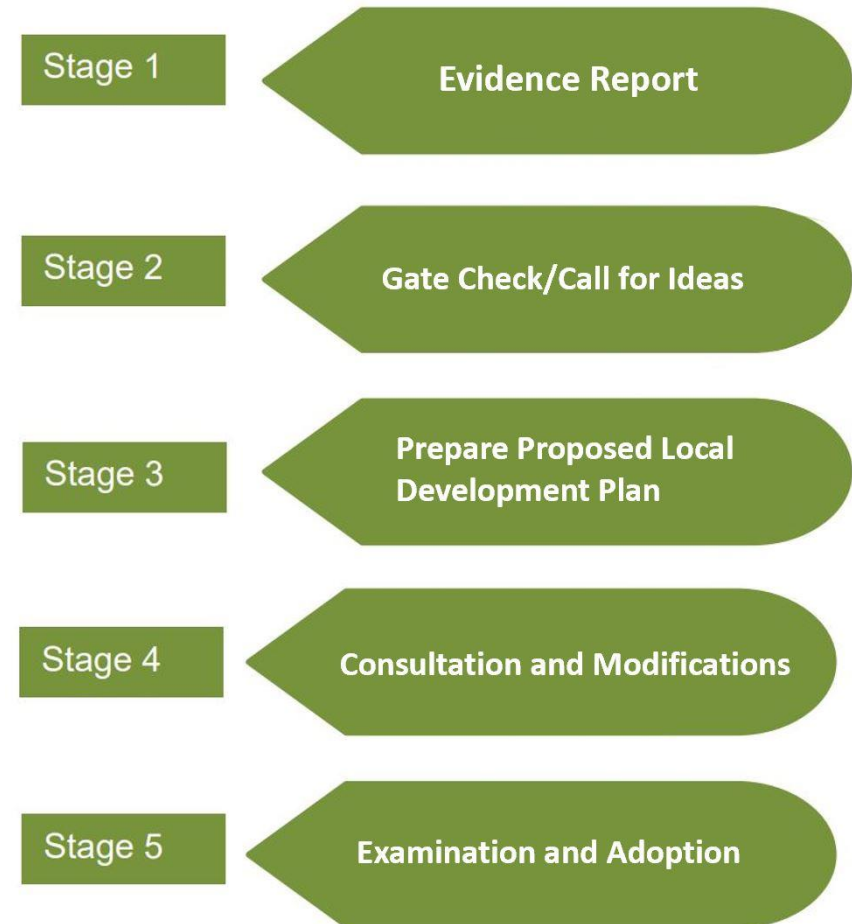 Stage 1
Evidence Report
Stage 2
Gate Check/Call for Ideas
Stage 3
Prepare Proposed Local
Development Plan
Stage 4
Consultation and Modifications
Stage 5
Examination and Adoption